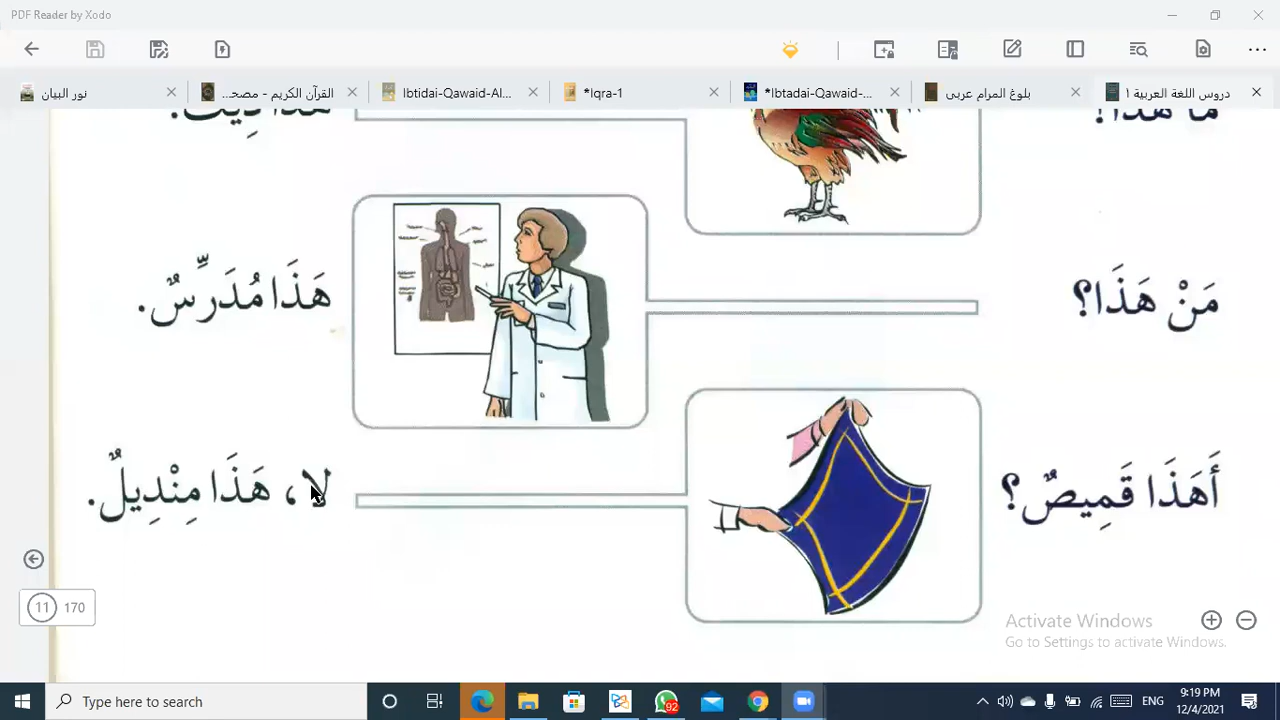 PDF Reader by Xodo
نور البيان
القرآن الكريم - مصحـ...
Ibtidai-Qawaid-Al...
*Iqra-1
*Ibtadai-Qawaid-...
بلوغ المرام عربى
دروس اللغة العربية ١
مَا هَذَا؟
هَذَا دِيكٌ.
مَنْ هَذَا؟
هَذَا مُدَرِّسٌ.
أَهَذَا قَمِيصٌ؟
لا، هَذَا مِنْدِيلٌ.
11 170
Activate Windows
Go to Settings to activate Windows.
Type here to search
92
ENG
9:19 PM
12/4/2021